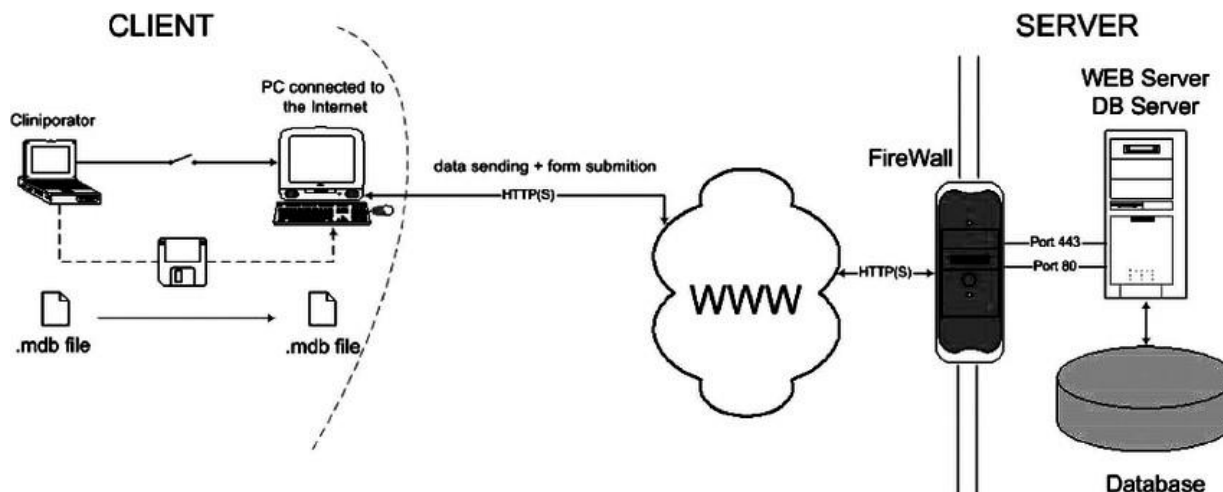 CLIENT
SERVER
PC connected to
the Internet
Cliniporator
WEB Server
DB Server
data sending + form submition
FireWall
HTTP(S)
Port 443
HTTP(S)
Port 80
WWW
.mdb file
.mdb file
Database